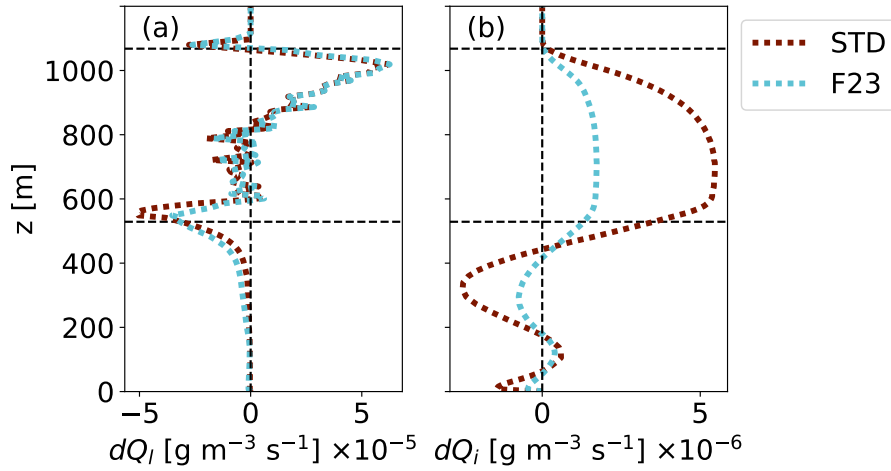 (a)
(b)
STD
F23
z [m]
1000
800
600
400
200
0
−5
0
5
0
5
dQ_l [g m⁻³ s⁻¹] ×10⁻⁵
dQ_i [g m⁻³ s⁻¹] ×10⁻⁶